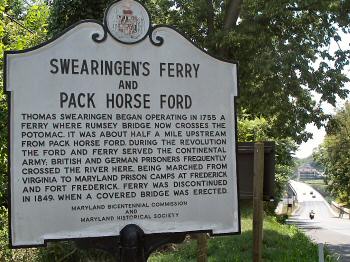 SWEARINGEN'S FERRY
AND
PACK HORSE FORD
THOMAS SWEARINGEN BEGAN OPERATING IN 1755 A
FERRY WHERE RUMSEY BRIDGE NOW CROSSES THE
POTOMAC. IT WAS ABOUT HALF A MILE UPSTREAM
FROM PACK HORSE FORD. DURING THE REVOLUTION
THE FORD AND FERRY SERVED THE CONTINENTAL
ARMY; BRITISH AND GERMAN PRISONERS FREQUENTLY
CROSSED THE RIVER HERE, BEING MARCHED FROM
VIRGINIA TO MARYLAND PRISON CAMPS AT FREDERICK
AND FORT FREDERICK. FERRY WAS DISCONTINUED
IN 1849, WHEN A COVERED BRIDGE WAS ERECTED.
MARYLAND BICENTENNIAL COMMISSION
AND
MARYLAND HISTORICAL SOCIETY